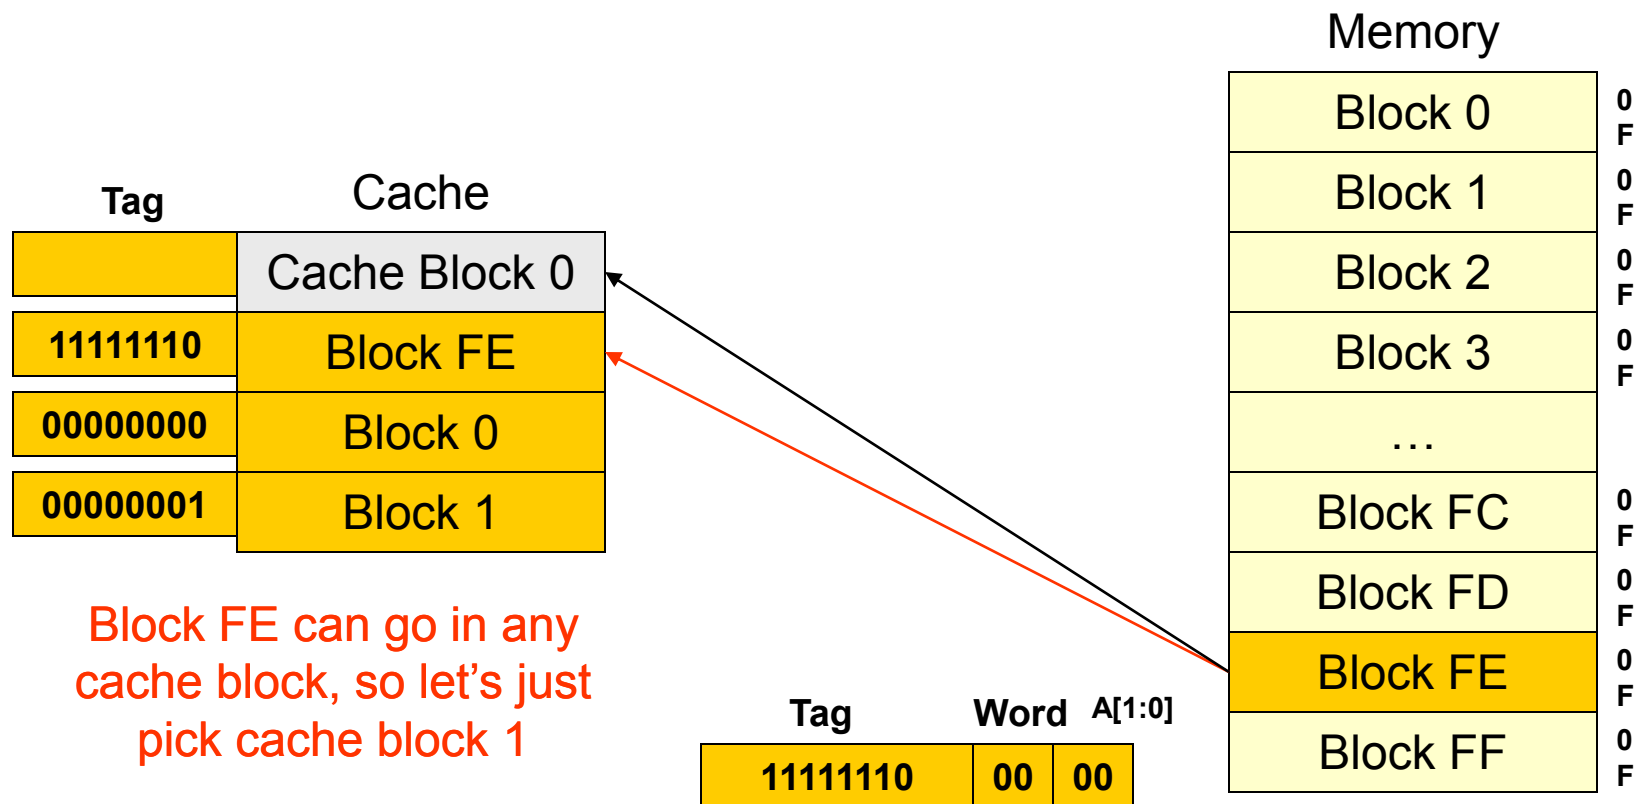 Memory
Block 0
0
F
Block 1
0
F
Block 2
0
F
Block 3
0
F
…
Block FC
0
F
Block FD
0
F
Block FE
0
F
Block FF
0
F
Tag Cache
Cache Block 0
11111110 Block FE
00000000 Block 0
00000001 Block 1
Block FE can go in any
cache block, so let’s just
pick cache block 1
Tag Word A[1:0]
11111110 00 00